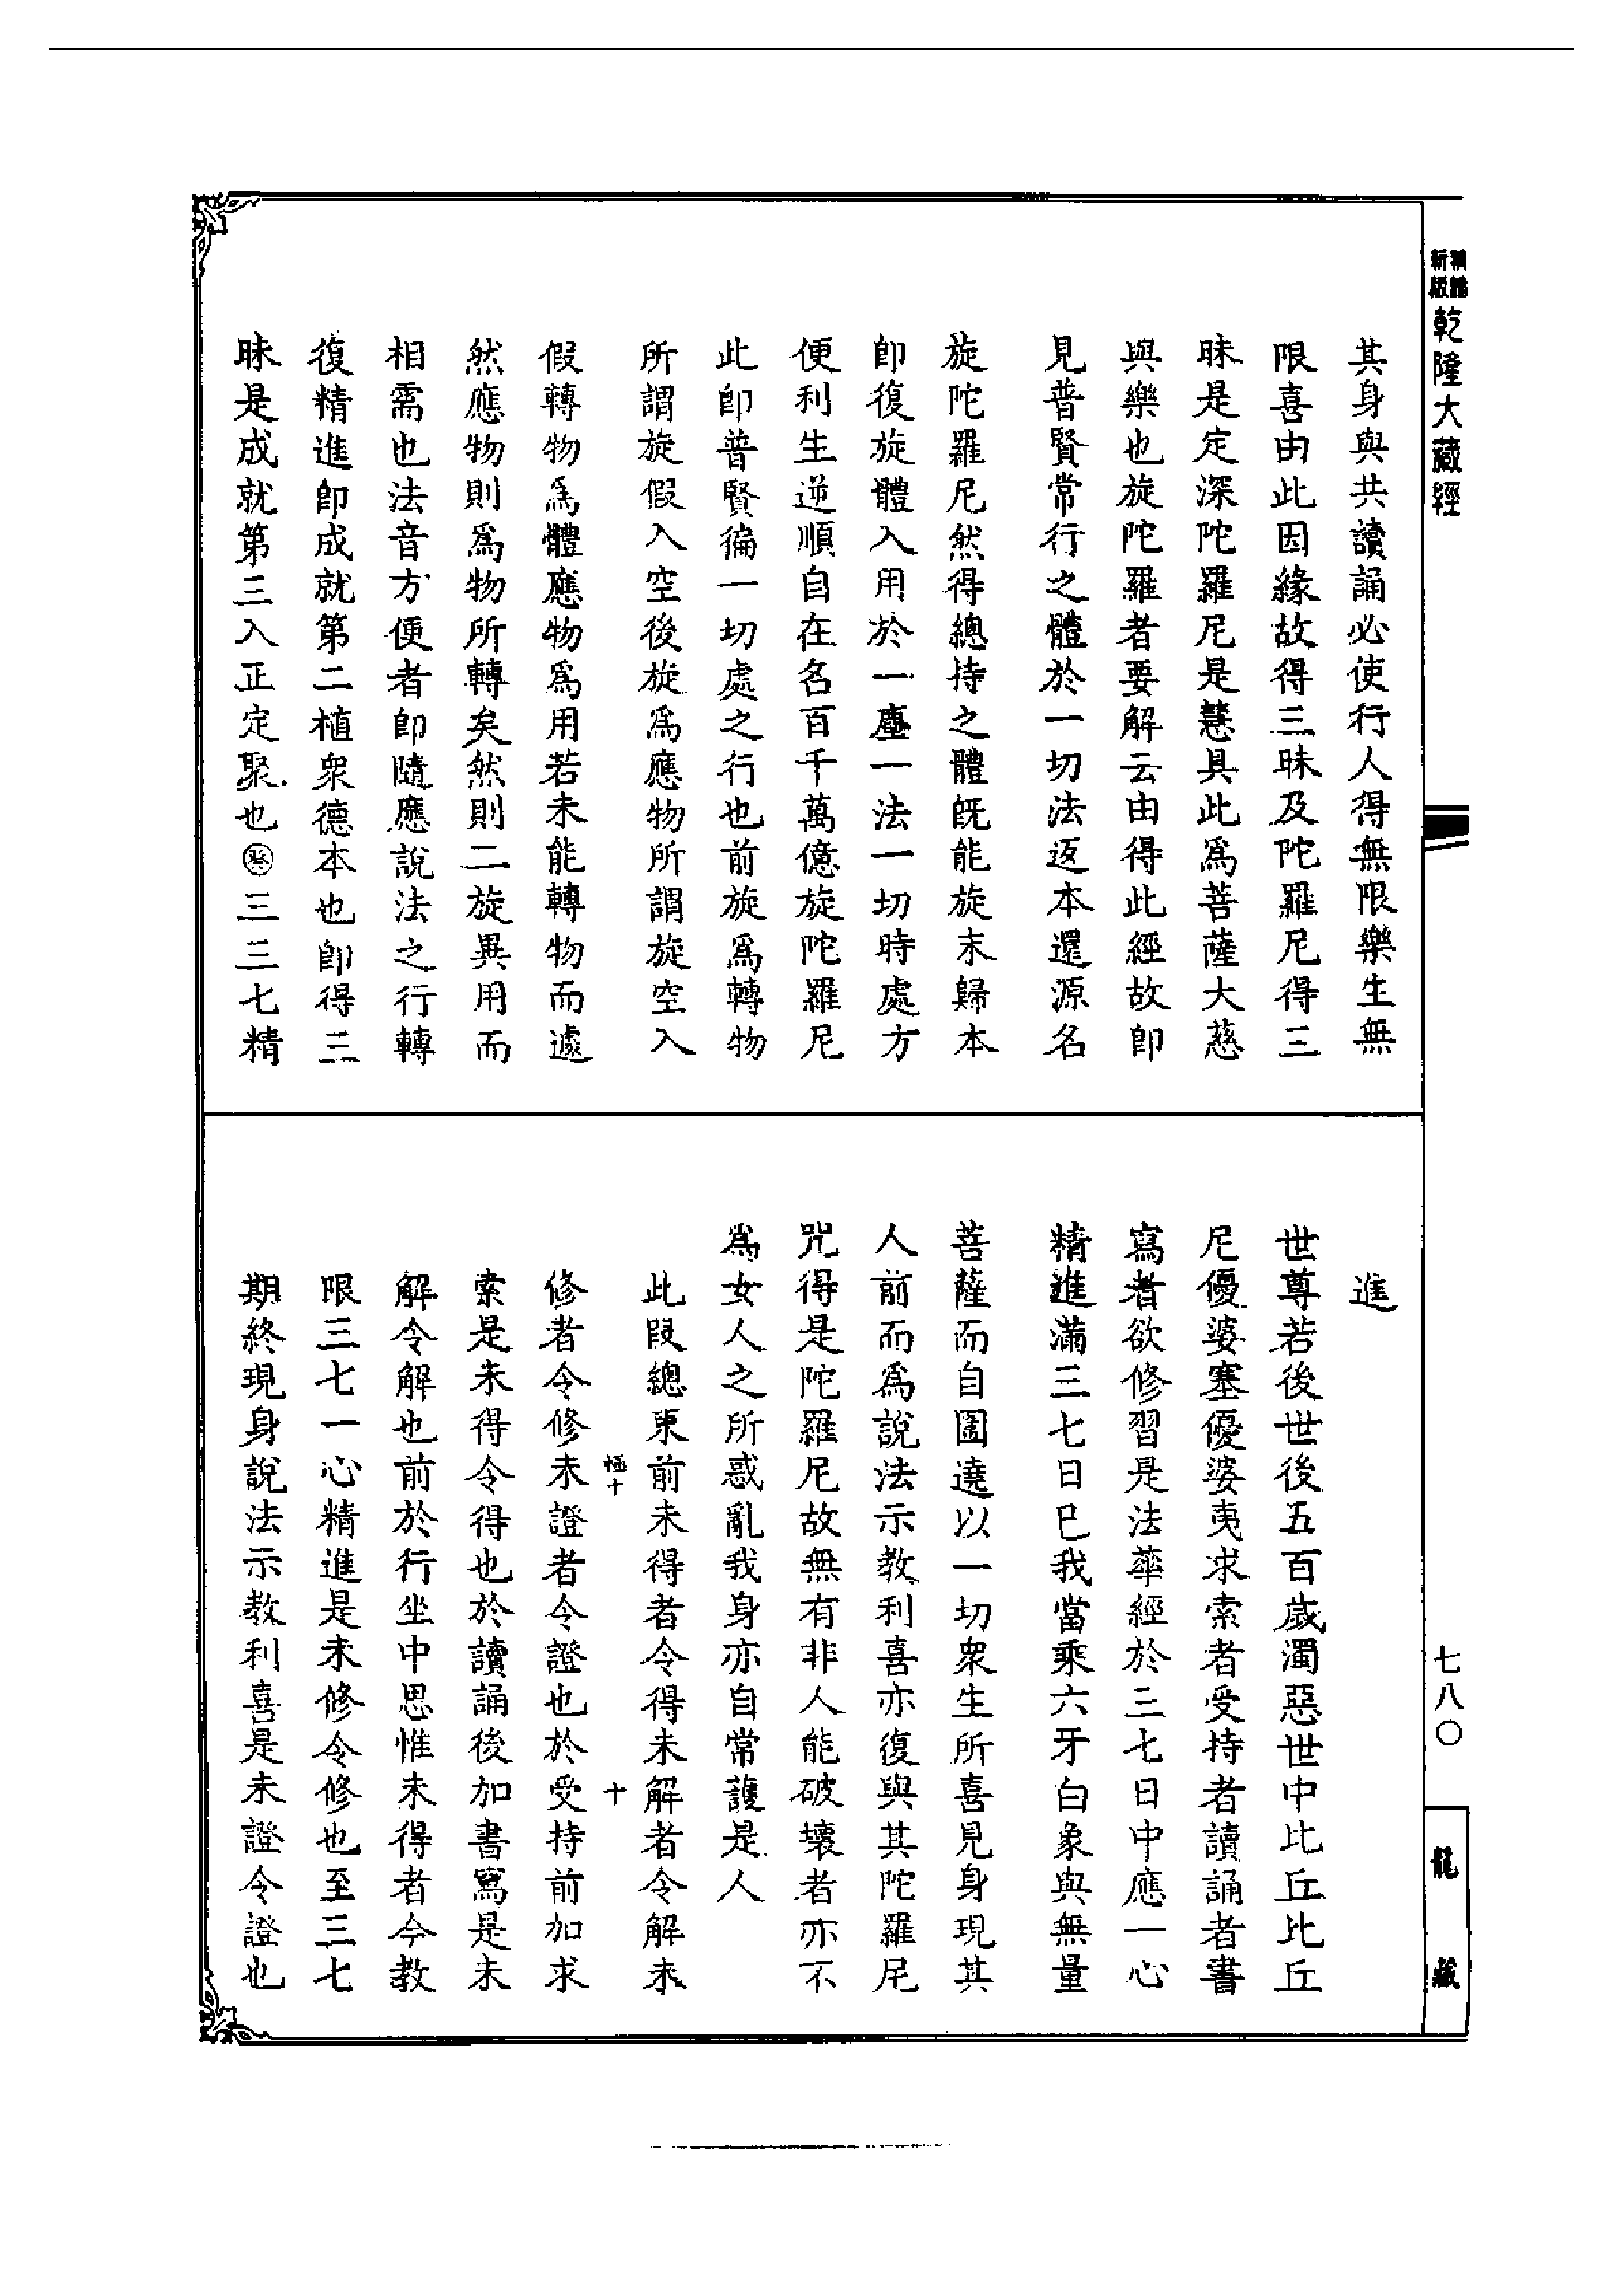 精譜新版乾隆大藏經
其身與共讀誦必使行人得無限樂生無
限喜由此因緣故得三昧及陀羅尼得三
昧是定深陀羅尼是慧具此爲菩薩大慈
與樂也旋陀羅者要解云由得此經故卽
見普賢常行之體於一切法返本還源名
旋陀羅尼然得總持之體旣能旋末歸本
卽復旋體入用於一塵一法一切時處方
便利生逆順自在名百千萬億旋陀羅尼
此卽普賢徧一切處之行也前旋爲轉物
所謂旋假入空後旋爲應物所謂旋空入
假轉物爲體應物爲用若未能轉物而遽
然應物則爲物所轉矣然則二旋異用而
相需也法音方便者卽隨應說法之行轉
復精進卽成就第二植衆德本也卽得三
昧是成就第三入正定聚也三三七精
進
世尊若後世後五百歲濁惡世中比丘比丘
尼優婆塞優婆夷求索者受持者讀誦者書
寫者欲修習是法華經於三七日中應一心
精進滿三七日已我當乘六牙白象與無量
菩薩而自圍遶以一切衆生所喜見身現其
人前而爲說法示教利喜亦復與其陀羅尼
咒得是陀羅尼故無有非人能破壞者亦不
爲女人之所惑亂我身亦自常護是人
此段總束前未得者令得未解者令解未
極十
十
修者令修未證者令證也於受持前加求
索是未得令得也於讀誦後加書寫是未
解令解也前於行坐中思惟未得者今教
限三七一心精進是未修令修也至三七
期終現身說法示教利喜是未證令證也
七八〇
龍藏